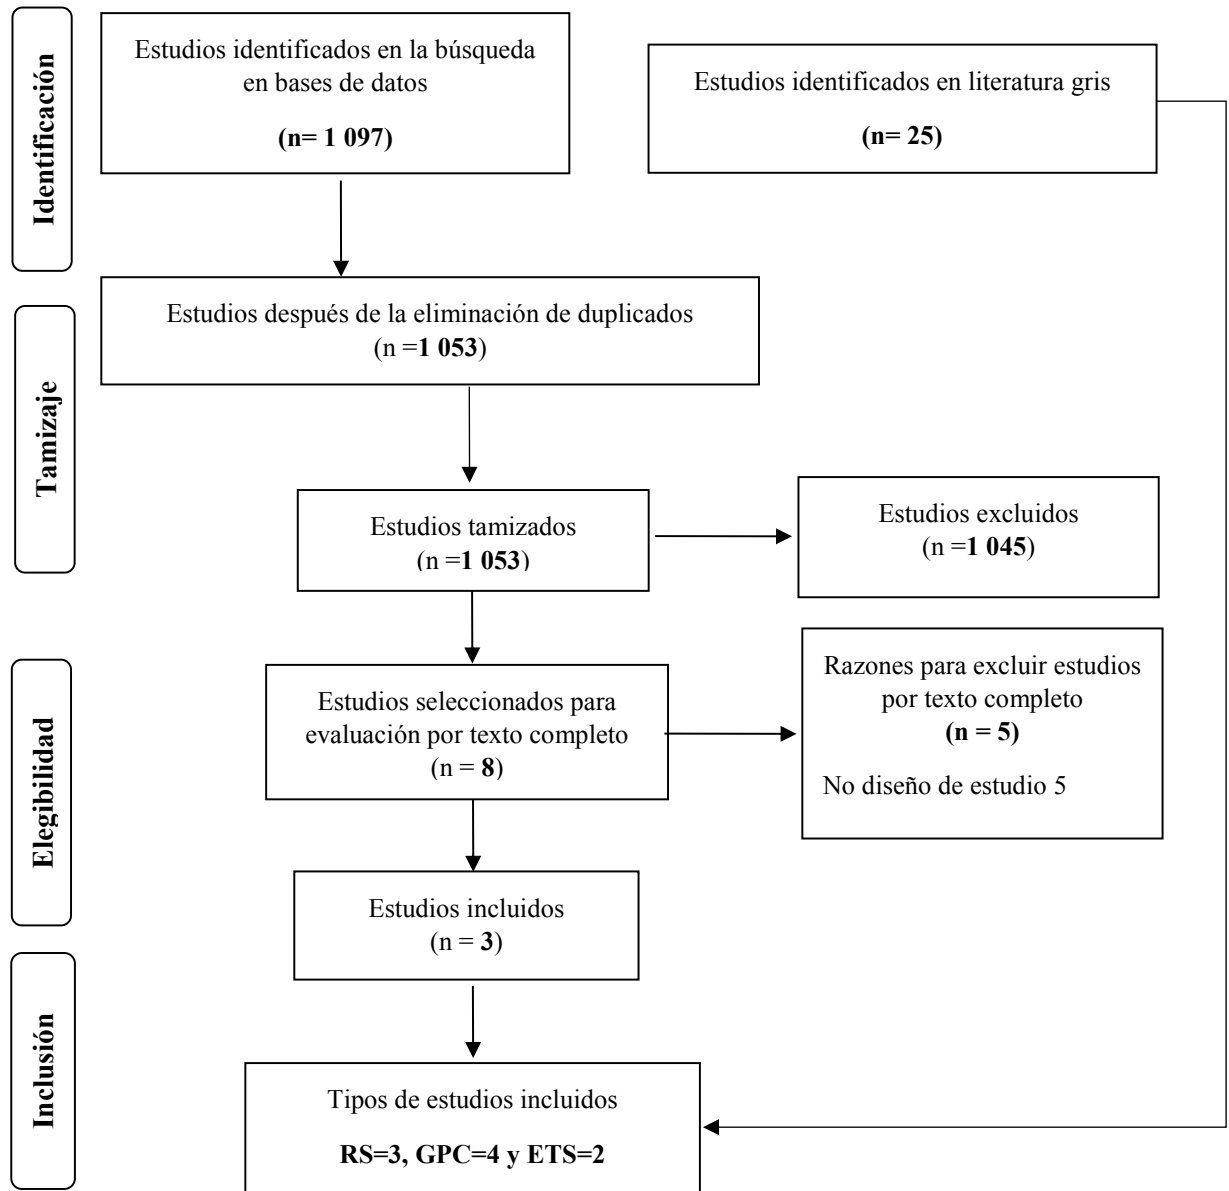 Identificación
Estudios identificados en la búsqueda
en bases de datos
(n= 1 097)
Estudios identificados en literatura gris
(n= 25)
Tamizaje
Estudios después de la eliminación de duplicados
(n =1 053)
Estudios tamizados
(n =1 053)
Estudios excluidos
(n =1 045)
Elegibilidad
Estudios seleccionados para
evaluación por texto completo
(n = 8)
Razones para excluir estudios
por texto completo
(n = 5)
No diseño de estudio 5
Estudios incluidos
(n = 3)
Inclusión
Tipos de estudios incluidos
RS=3, GPC=4 y ETS=2